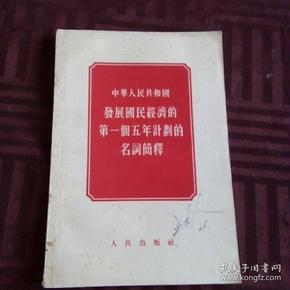 中華人民共和國
發展國民經濟的
第一個五年計劃的
名詞簡釋
人民出版社
孔夫子旧书网